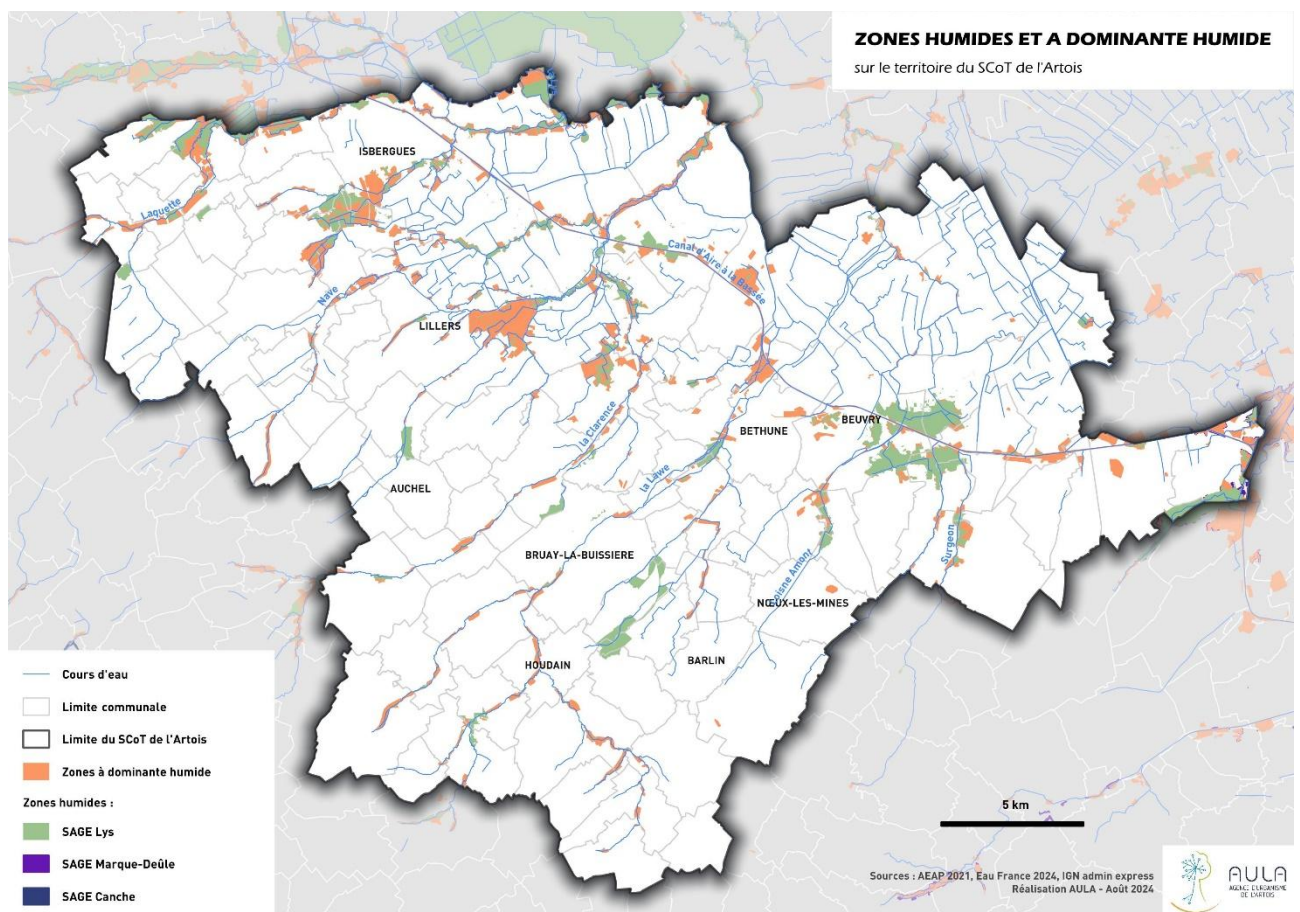 ZONES HUMIDES ET A DOMINANTE HUMIDE
sur le territoire du SCoT de l'Artois
ISBERGUES
Laquette
Canal d'Aire à la Bassée
Nave
LILLERS
la Clarence
BETHUNE
BEUVRY
la Lawe
AUCHEL
BRUAY-LA-BUISSIERE
Surgeon
oisne Amont
NŒUX-LES-MINES
HOUDAIN
BARLIN
Cours d'eau
Limite communale
Limite du SCoT de l'Artois
Zones à dominante humide
Zones humides :
SAGE Lys
SAGE Marque-Deûle
SAGE Canche
5 km
Sources : AEAP 2021, Eau France 2024, IGN admin express
Réalisation AULA - Août 2024
AULA
AGENCE D'URBANISME
DE L'ARTOIS